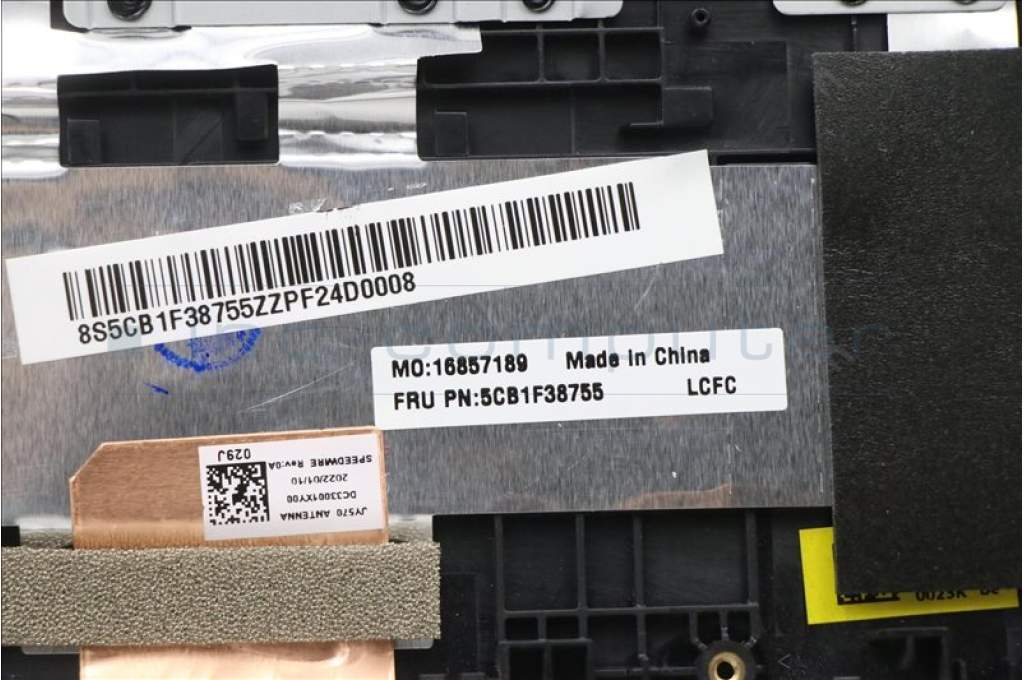 8S5CB1F38755ZZPF24D0008
MO:16857189 Made in China
FRU PN:5CB1F38755 LCFC
JY570 ANTENNA
DC33001XY00
2022/01/10
SPEEDWIRE Rev:0A
029J